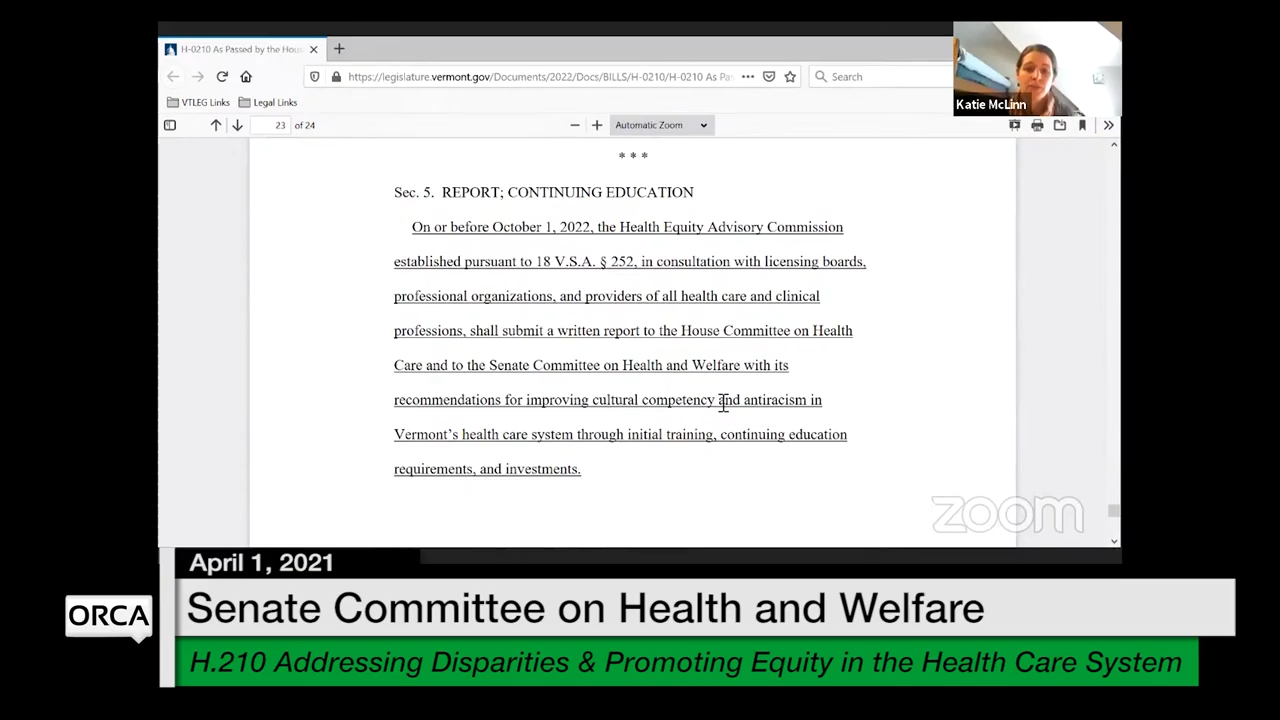 H-0210 As Passed by the Hou
https://legislature.vermont.gov/Documents/2022/Docs/BILLS/H-0210/H-0210 As Pa
Search
VTLEG Links Legal Links
23 of 24
Automatic Zoom
Katie McLinn
* * *
Sec. 5. REPORT; CONTINUING EDUCATION
On or before October 1, 2022, the Health Equity Advisory Commission
established pursuant to 18 V.S.A. § 252, in consultation with licensing boards,
professional organizations, and providers of all health care and clinical
professions, shall submit a written report to the House Committee on Health
Care and to the Senate Committee on Health and Welfare with its
recommendations for improving cultural competency and antiracism in
Vermont's health care system through initial training, continuing education
requirements, and investments.
zoom
April 1, 2021
ORCA
Senate Committee on Health and Welfare
H.210 Addressing Disparities & Promoting Equity in the Health Care System